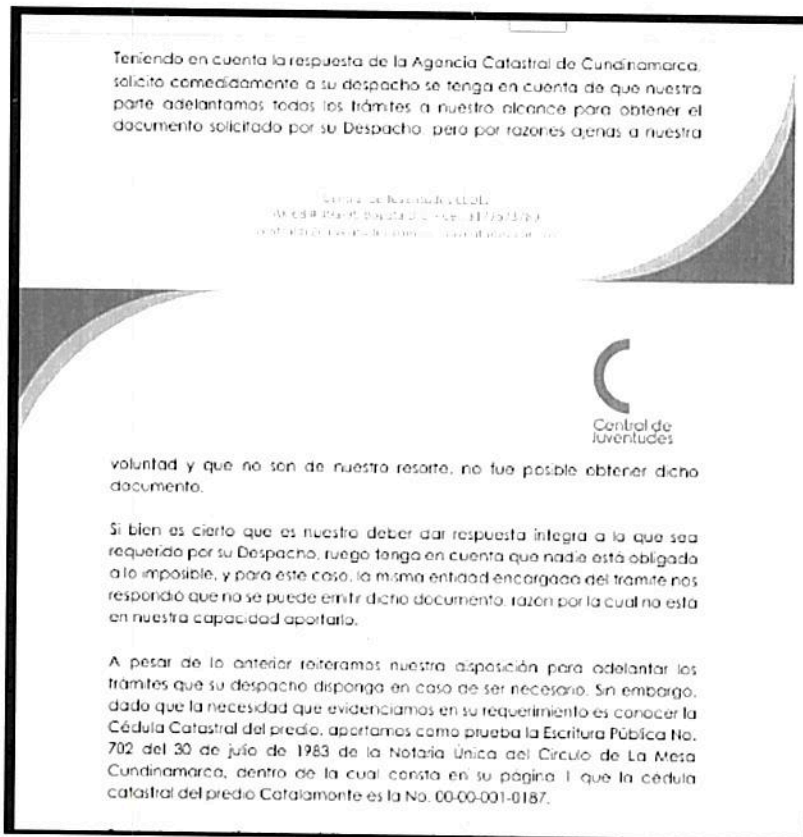 Teniendo en cuenta la respuesta de la Agencia Catastral de Cundinamarca,
solicito comedidamente a su despacho se tenga en cuenta de que nuestra
parte adelantamos todos los trámites a nuestro alcance para obtener el
documento solicitado por su Despacho, pero por razones ajenas a nuestra
Central de
Juventudes
voluntad y que no son de nuestro resorte, no fue posible obtener dicho
documento.
Si bien es cierto que es nuestro deber dar respuesta integra a lo que sea
requerido por su Despacho, ruego tenga en cuenta que nadie está obligado
a lo imposible, y para este caso, la misma entidad encargada del tramite nos
respondió que no se puede emitir dicho documento, razón por la cual no está
en nuestra capacidad aportarlo.
A pesar de lo anterior reiteramos nuestra disposición para adelantar los
trámites que su despacho disponga en caso de ser necesario. Sin embargo,
dado que la necesidad que evidenciamos en su requerimiento es conocer la
Cédula Catastral del predio, aportamos como prueba la Escritura Pública No.
702 del 30 de julio de 1983 de la Notaria Única del Circulo de La Mesa
Cundinamarca, dentro de la cual consta en su página 1 que la cédula
catastral del predio Catalamonte es la No. 00-00-001-0187.